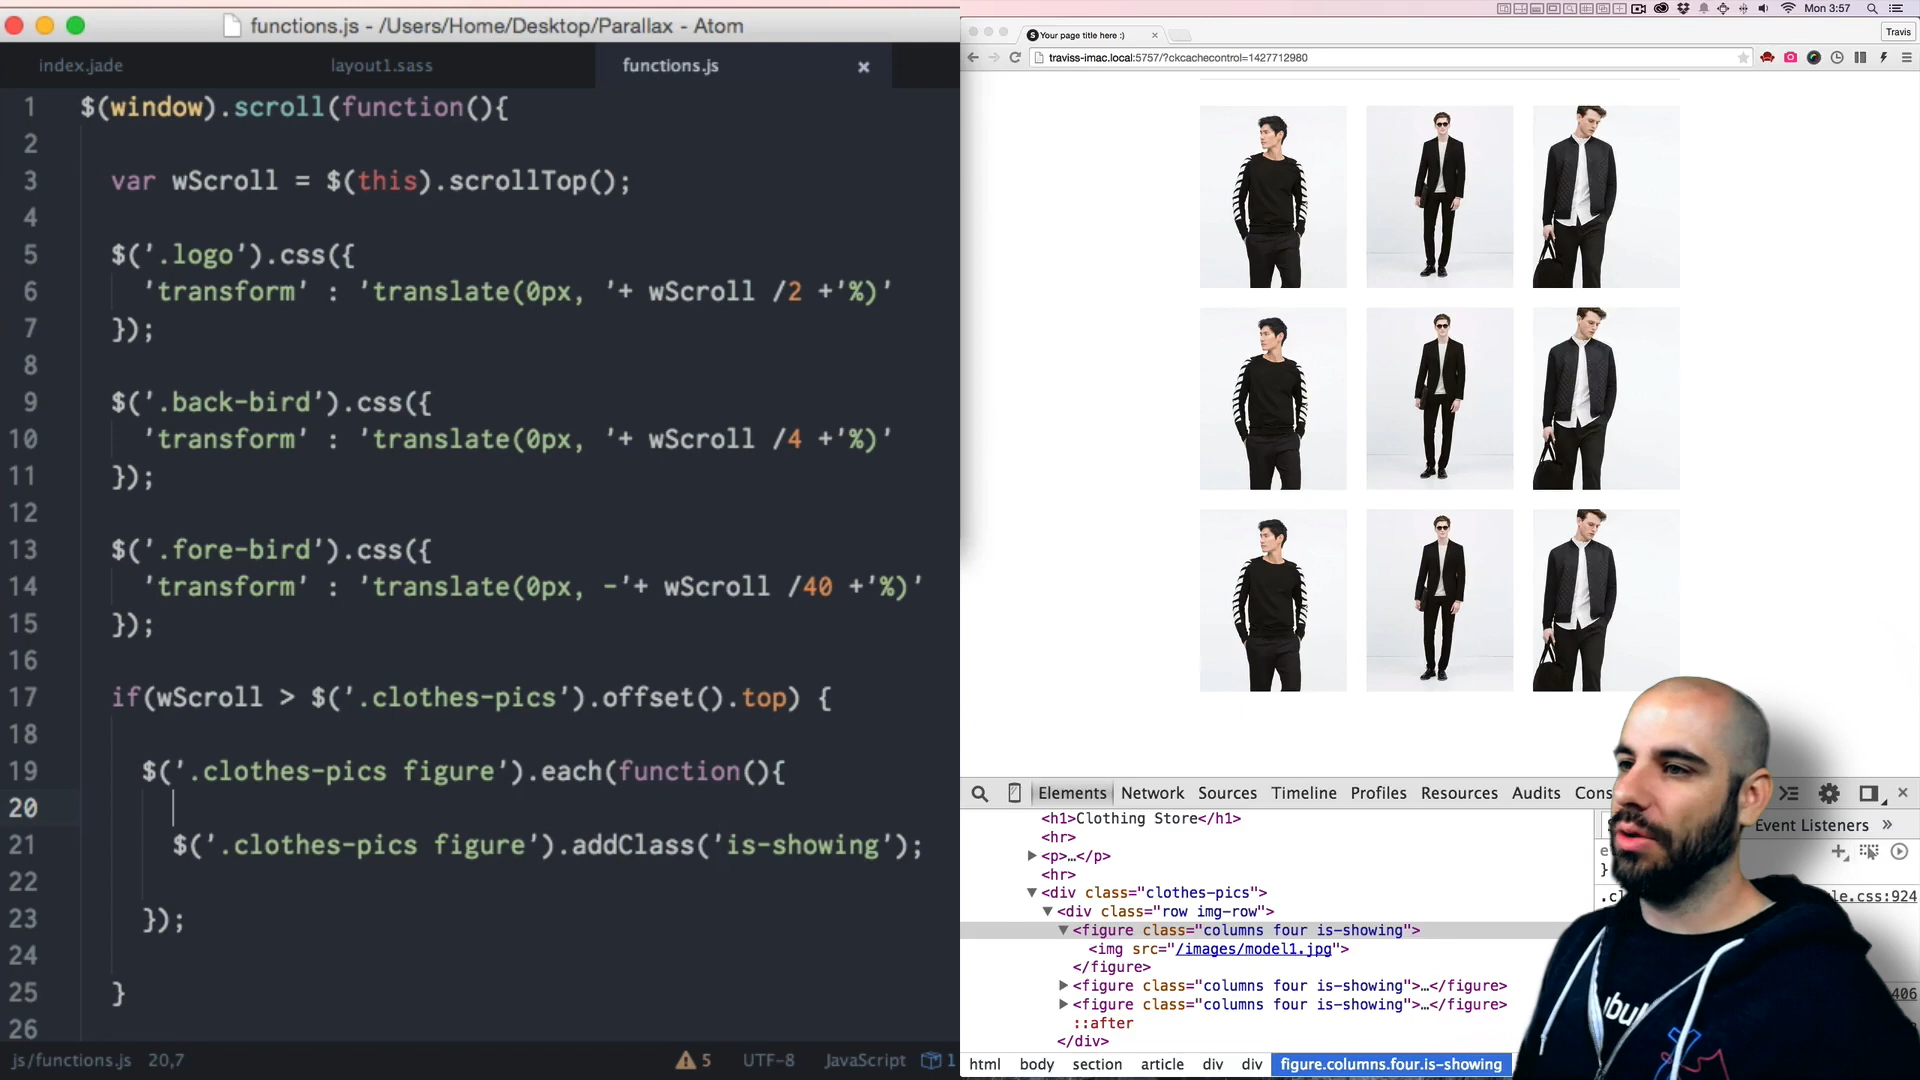 functions.js - /Users/Home/Desktop/Parallax - Atom
index.jade
layout1.sass
functions.js
1 $(window).scroll(function(){
2
3 var wScroll = $(this).scrollTop();
4
5 $('.logo').css({
6 'transform' : 'translate(0px, '+ wScroll /2 +'%)'
7 });
8
9 $('.back-bird').css({
10 'transform' : 'translate(0px, '+ wScroll /4 +'%)'
11 });
12
13 $('.fore-bird').css({
14 'transform' : 'translate(0px, -'+ wScroll /40 +'%)'
15 });
16
17 if(wScroll > $('.clothes-pics').offset().top) {
18
19 $('.clothes-pics figure').each(function(){
20
21 $('.clothes-pics figure').addClass('is-showing');
22
23 });
24
25 }
26
js/functions.js 20,7
5 UTF-8 JavaScript 1
Mon 3:57
Your page title here :)
Travis
traviss-imac.local:5757/?ckcachecontrol=1427712980
Elements Network Sources Timeline Profiles Resources Audits Cons
<h1>Clothing Store</h1>
<hr>
<p>…</p>
<hr>
<div class="clothes-pics">
<div class="row img-row">
<figure class="columns four is-showing">
<img src="/images/model1.jpg">
</figure>
<figure class="columns four is-showing">…</figure>
<figure class="columns four is-showing">…</figure>
::after
</div>
Event Listeners »
}
le.css:924
406
html body section article div div figure.columns.four.is-showing